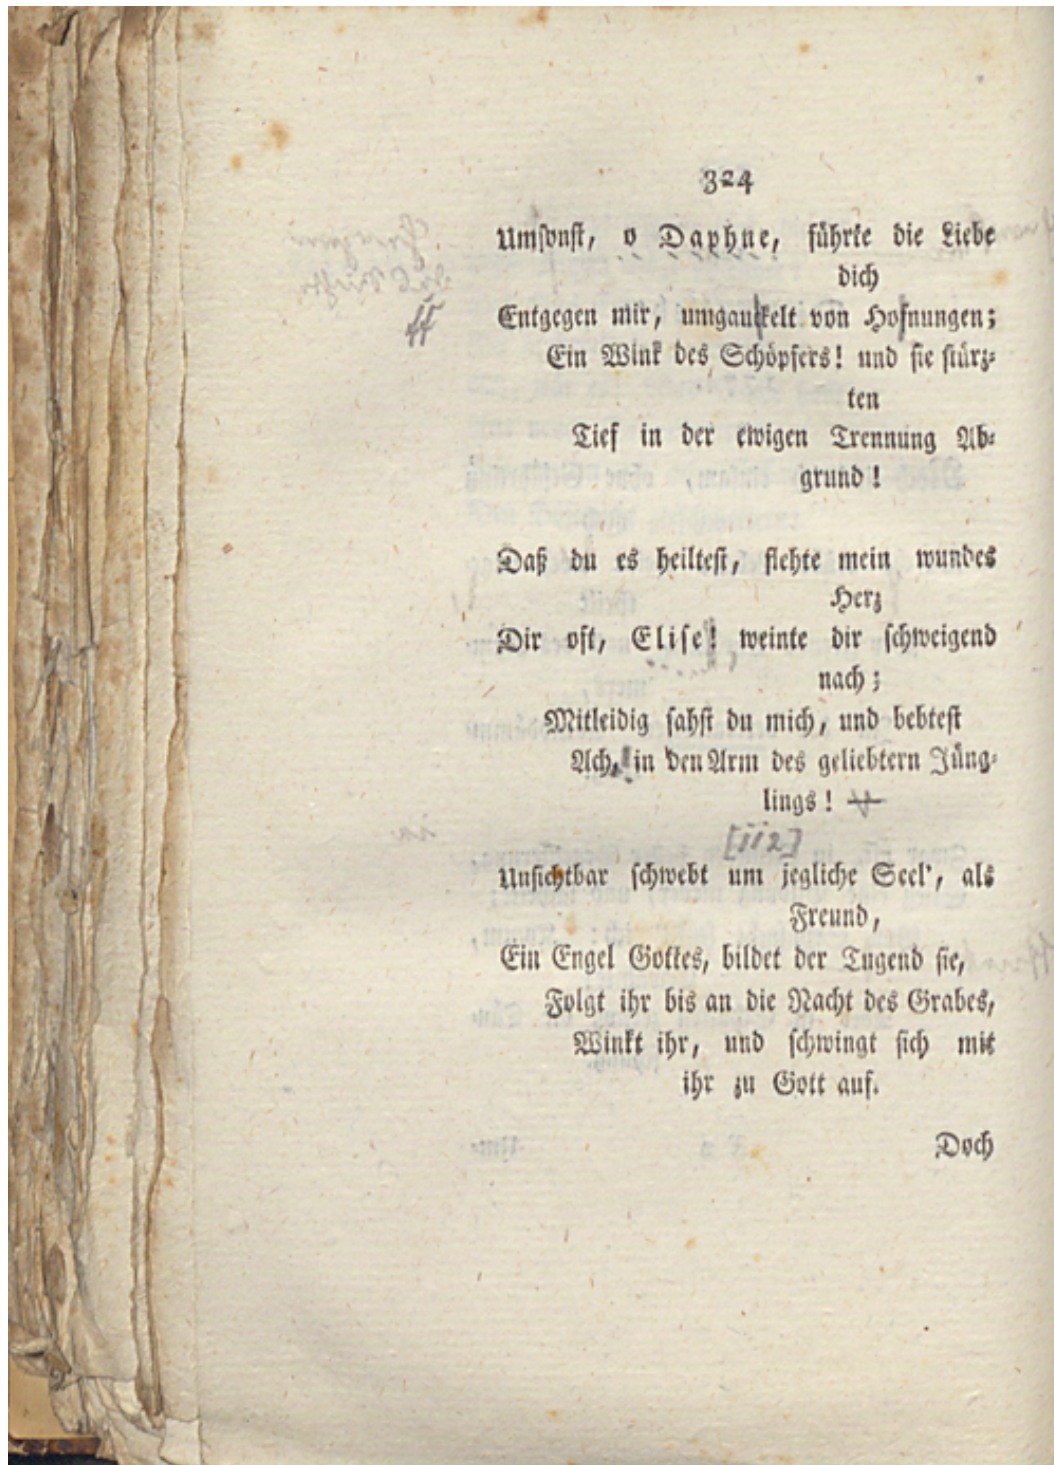 324
Umſonſt, o Daphne, führte die Liebe
dich
Entgegen mir, umgaukelt von Hofnungen;
Ein Wink des Schöpfers! und ſie ſtürz-
ten
Tief in der ewigen Trennung Ab-
grund!
ff
Daß du es heilteſt, flehte mein wundes
Herz
Dir oft, Eliſe! weinte dir ſchweigend
nach;
Mitleidig ſahſt du mich, und bebteſt
Ach, in den Arm des geliebtern Jüng-
lings!
[ii2]
Unſichtbar ſchwebt um jegliche Seel', als
Freund,
Ein Engel Gottes, bildet der Tugend ſie,
Folgt ihr bis an die Nacht des Grabes,
Winkt ihr, und ſchwingt ſich mit
ihr zu Gott auf.
Doch